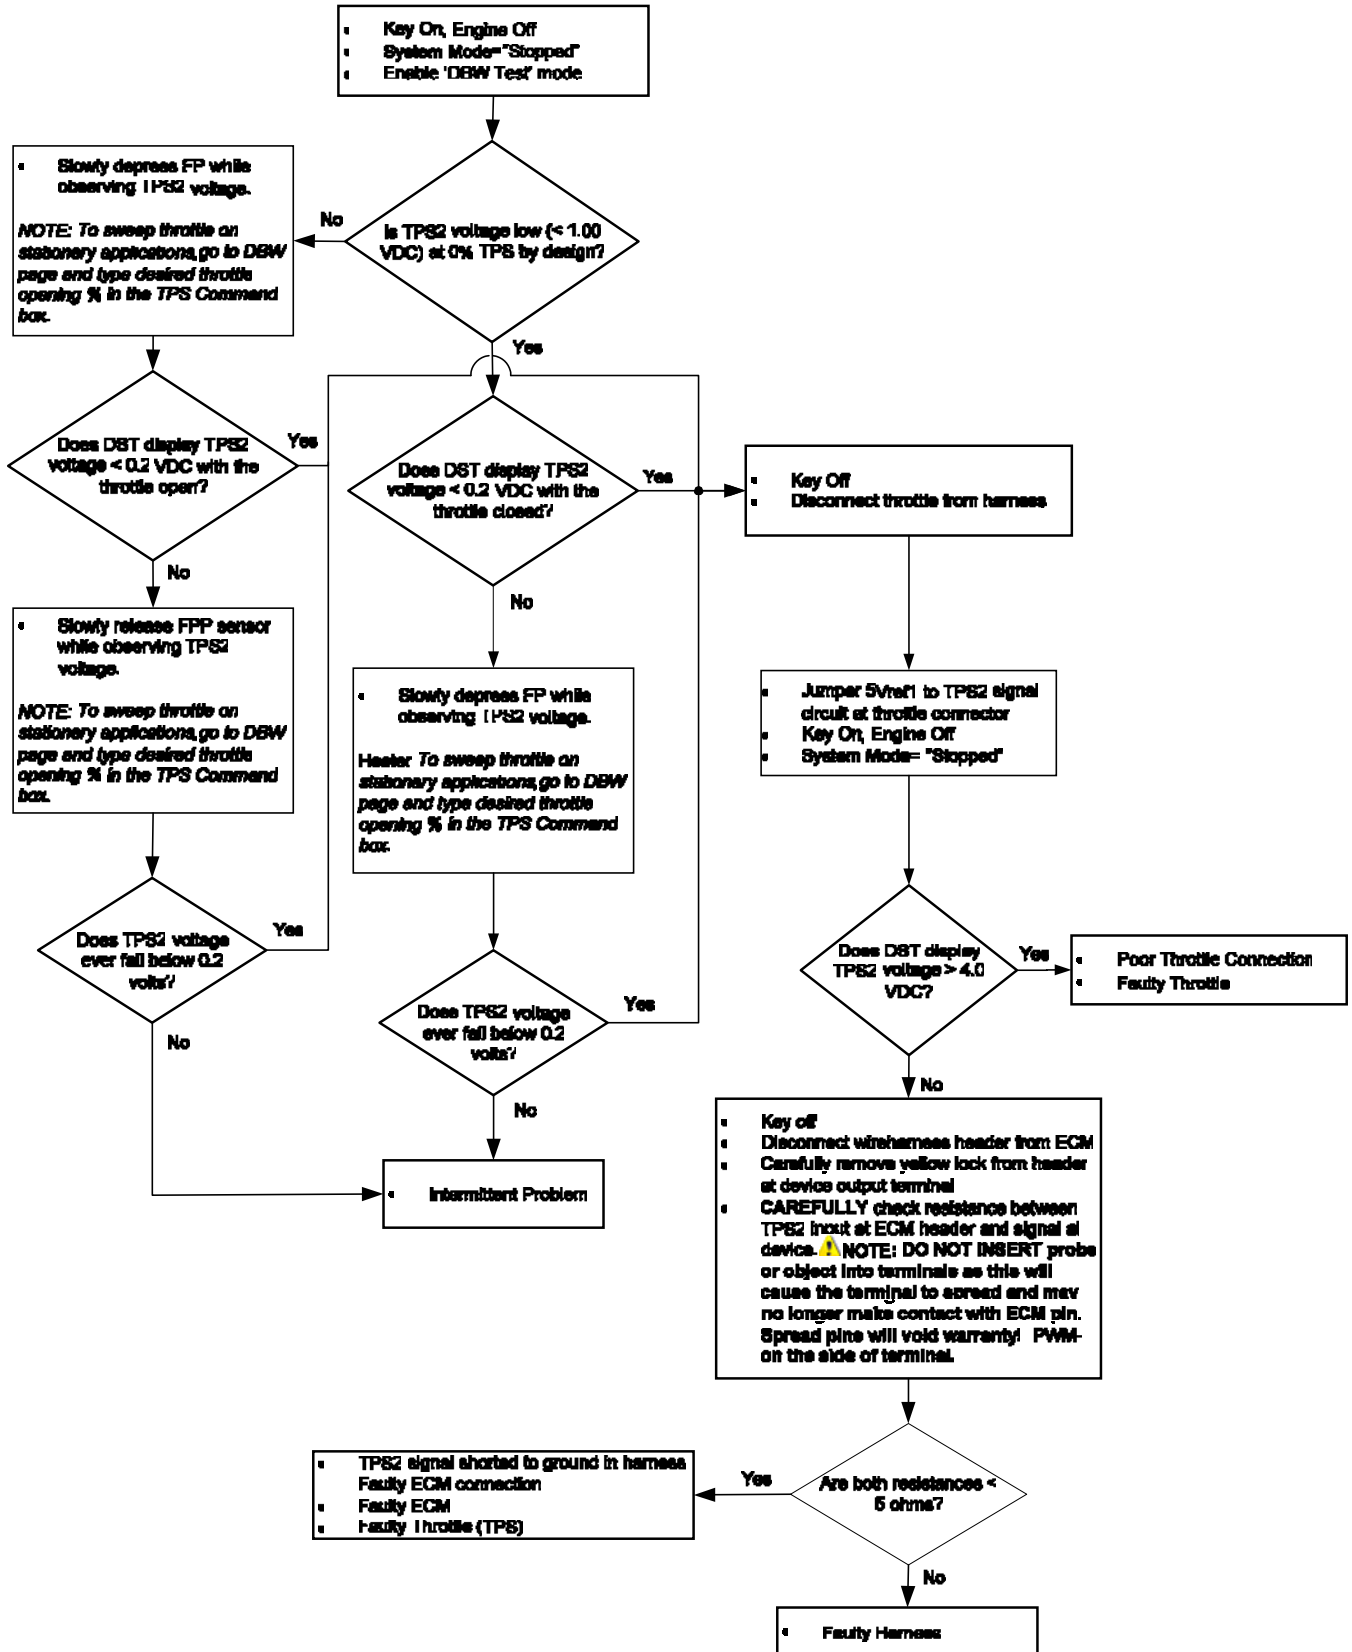 Key On, Engine Off
System Mode="Stopped"
Enable 'DBW Test' mode
Slowly depress FP while
observing TPS2 voltage.
NOTE: To sweep throttle on
stationary applications, go to DBW
page and type desired throttle
opening % in the TPS Command
box.
No
Is TPS2 voltage low (< 1.00
VDC) at 0% TPS by design?
Yes
Does DST display TPS2
voltage < 0.2 VDC with the
throttle open?
Yes
No
Does DST display TPS2
voltage < 0.2 VDC with the
throttle closed?
Yes
No
Key Off
Disconnect throttle from harness
Slowly release FPP sensor
while observing TPS2
voltage.
NOTE: To sweep throttle on
stationary applications, go to DBW
page and type desired throttle
opening % in the TPS Command
box.
Slowly depress FP while
observing TPS2 voltage.
Heater To sweep throttle on
stationary applications, go to DBW
page and type desired throttle
opening % in the TPS Command
box.
Jumper 5Vref1 to TPS2 signal
circuit at throttle connector
Key On, Engine Off
System Mode= "Stopped"
Does TPS2 voltage
ever fall below 0.2
volts?
Yes
No
Does TPS2 voltage
ever fall below 0.2
volts?
Yes
No
Does DST display
TPS2 voltage > 4.0
VDC?
Yes
Poor Throttle Connection
Faulty Throttle
No
Intermittent Problem
Key off
Disconnect wireharness header from ECM
Carefully remove yellow lock from header
at device output terminal
CAREFULLY check resistance between
TPS2 input at ECM header and signal at
device. NOTE: DO NOT INSERT probe
or object into terminals as this will
cause the terminal to spread and may
no longer make contact with ECM pin.
Spread pins will void warranty! PWM-
on the side of terminal.
Are both resistances <
5 ohms?
Yes
TPS2 signal shorted to ground in harness
Faulty ECM connection
Faulty ECM
Faulty Throttle (TPS)
No
Faulty Harness